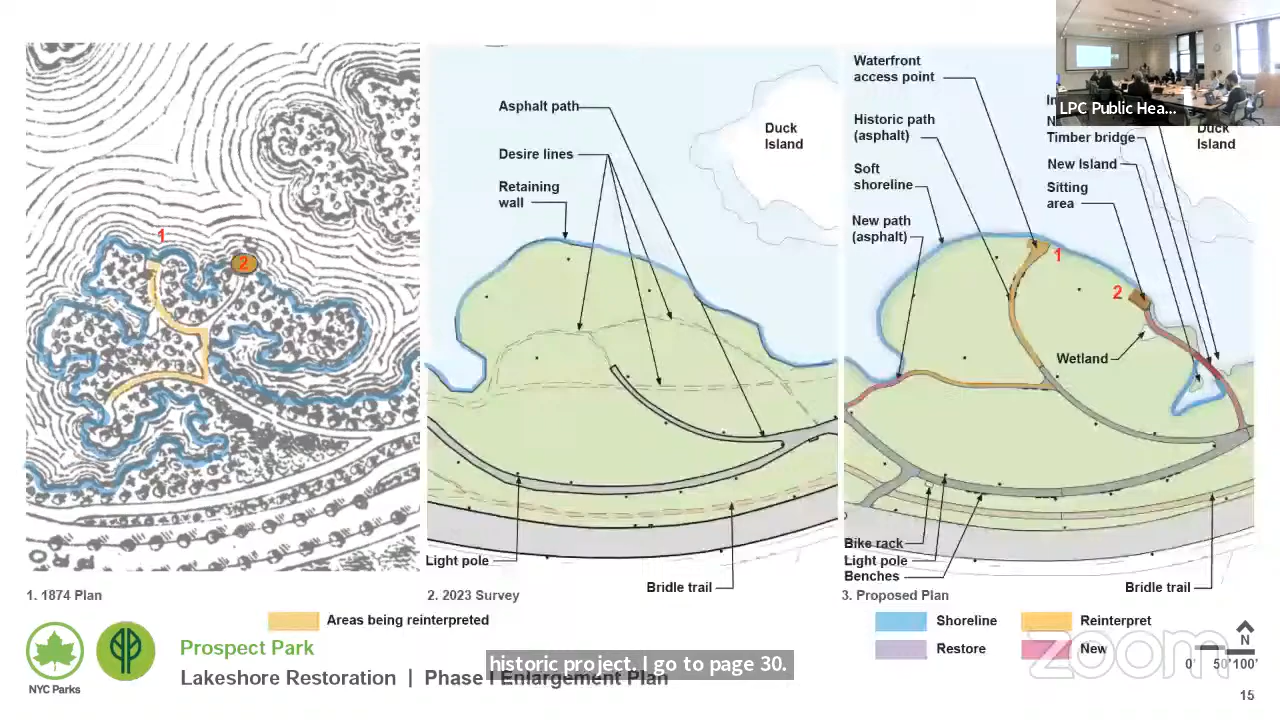 1
2
1. 1874 Plan
Asphalt path
Desire lines
Retaining
wall
Duck
Island
Light pole
Bridle trail
2. 2023 Survey
Waterfront
access point
Historic path
(asphalt)
Soft
shoreline
New path
(asphalt)
Timber bridge
New Island
Sitting
area
Duck
Island
1
2
Wetland
Bike rack
Light pole
Benches
Bridle trail
3. Proposed Plan
LPC Public Hea...
Areas being reinterpreted
Shoreline
Reinterpret
Restore
New
N
0' 50' 100'
NYC Parks
Prospect Park
Lakeshore Restoration | Phase I Enlargement Plan
historic project. I go to page 30.
zoom
15